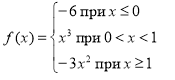 f(x) = { −6 при x ≤ 0
x³ при 0 < x < 1
−3x² при x ≥ 1